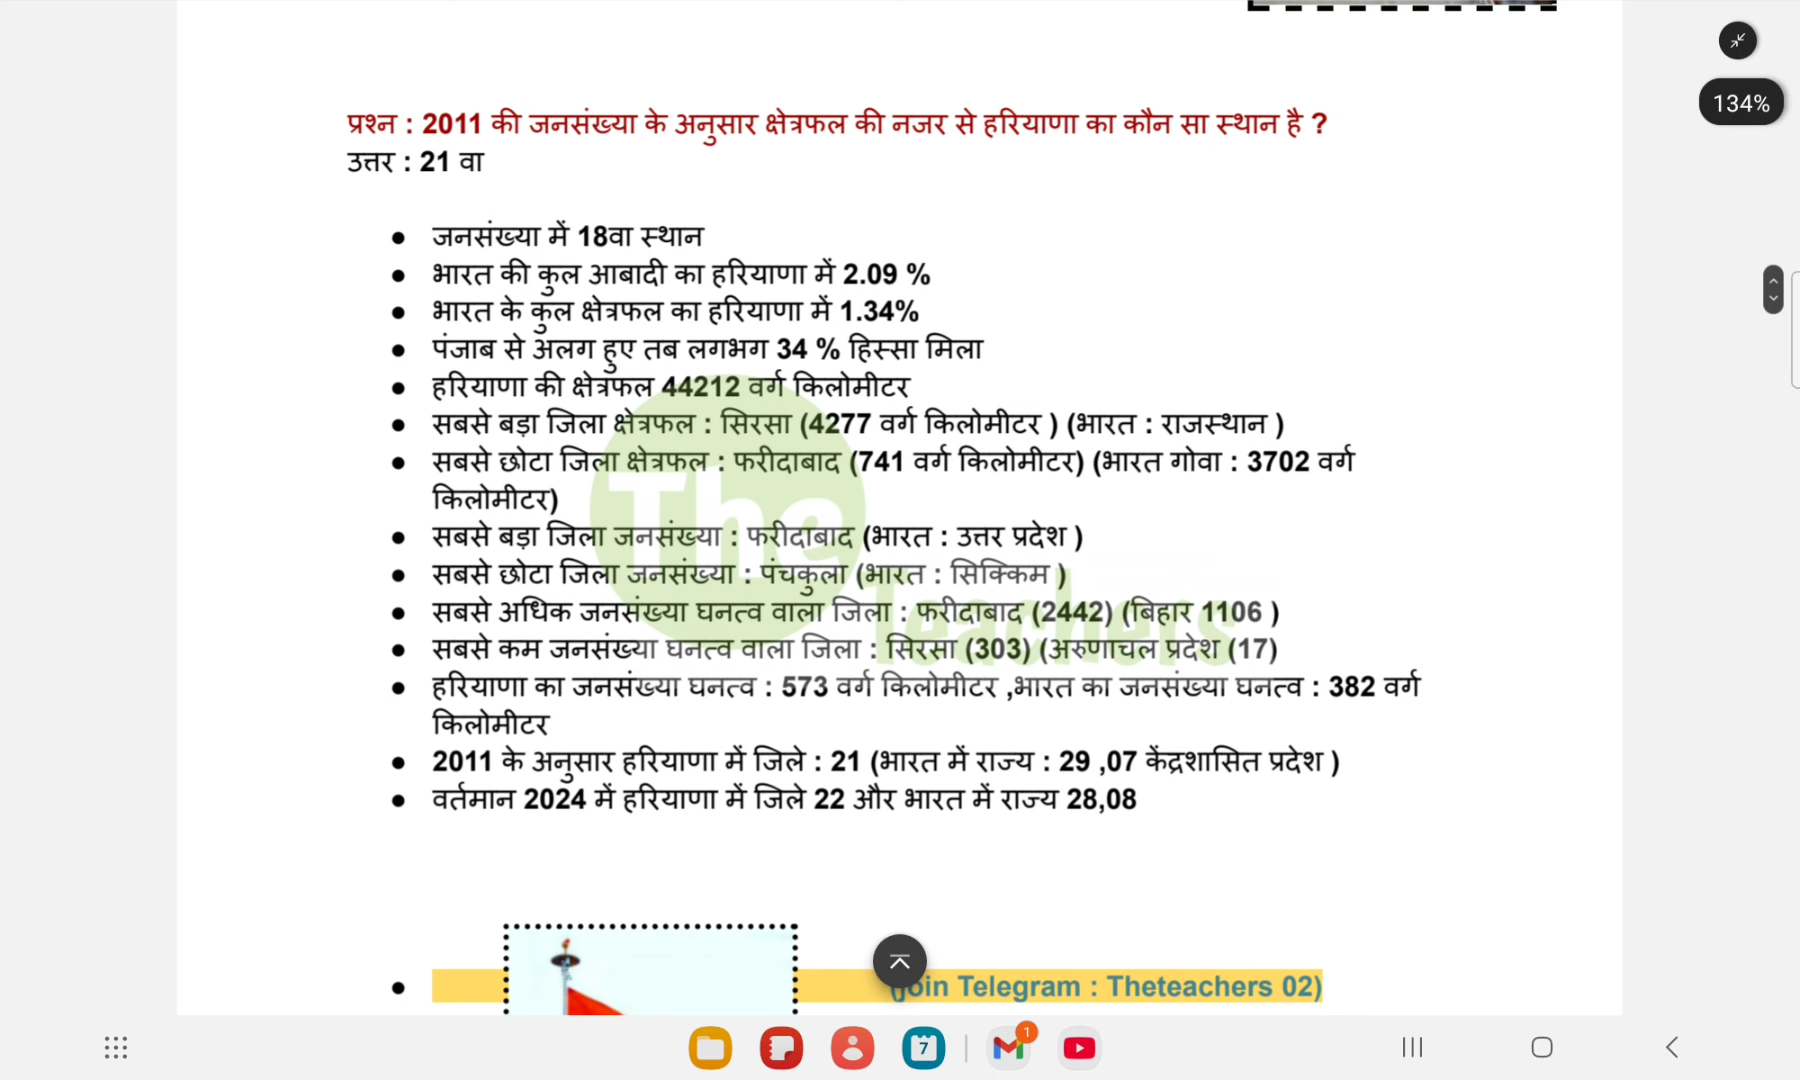 134%
प्रश्न : 2011 की जनसंख्या के अनुसार क्षेत्रफल की नजर से हरियाणा का कौन सा स्थान है ?
उत्तर : 21 वा
● जनसंख्या में 18वा स्थान
● भारत की कुल आबादी का हरियाणा में 2.09 %
● भारत के कुल क्षेत्रफल का हरियाणा में 1.34%
● पंजाब से अलग हुए तब लगभग 34 % हिस्सा मिला
● हरियाणा की क्षेत्रफल 44212 वर्ग किलोमीटर
● सबसे बड़ा जिला क्षेत्रफल : सिरसा (4277 वर्ग किलोमीटर ) (भारत : राजस्थान )
● सबसे छोटा जिला क्षेत्रफल : फरीदाबाद (741 वर्ग किलोमीटर) (भारत गोवा : 3702 वर्ग
किलोमीटर)
● सबसे बड़ा जिला जनसंख्या : फरीदाबाद (भारत : उत्तर प्रदेश )
● सबसे छोटा जिला जनसंख्या : पंचकुला (भारत : सिक्किम )
● सबसे अधिक जनसंख्या घनत्व वाला जिला : फरीदाबाद (2442) (बिहार 1106 )
● सबसे कम जनसंख्या घनत्व वाला जिला : सिरसा (303) (अरुणाचल प्रदेश (17)
● हरियाणा का जनसंख्या घनत्व : 573 वर्ग किलोमीटर ,भारत का जनसंख्या घनत्व : 382 वर्ग
किलोमीटर
● 2011 के अनुसार हरियाणा में जिले : 21 (भारत में राज्य : 29 ,07 केंद्रशासित प्रदेश )
● वर्तमान 2024 में हरियाणा में जिले 22 और भारत में राज्य 28,08
The
Teachers
● (join Telegram : Theteachers 02)
7
1